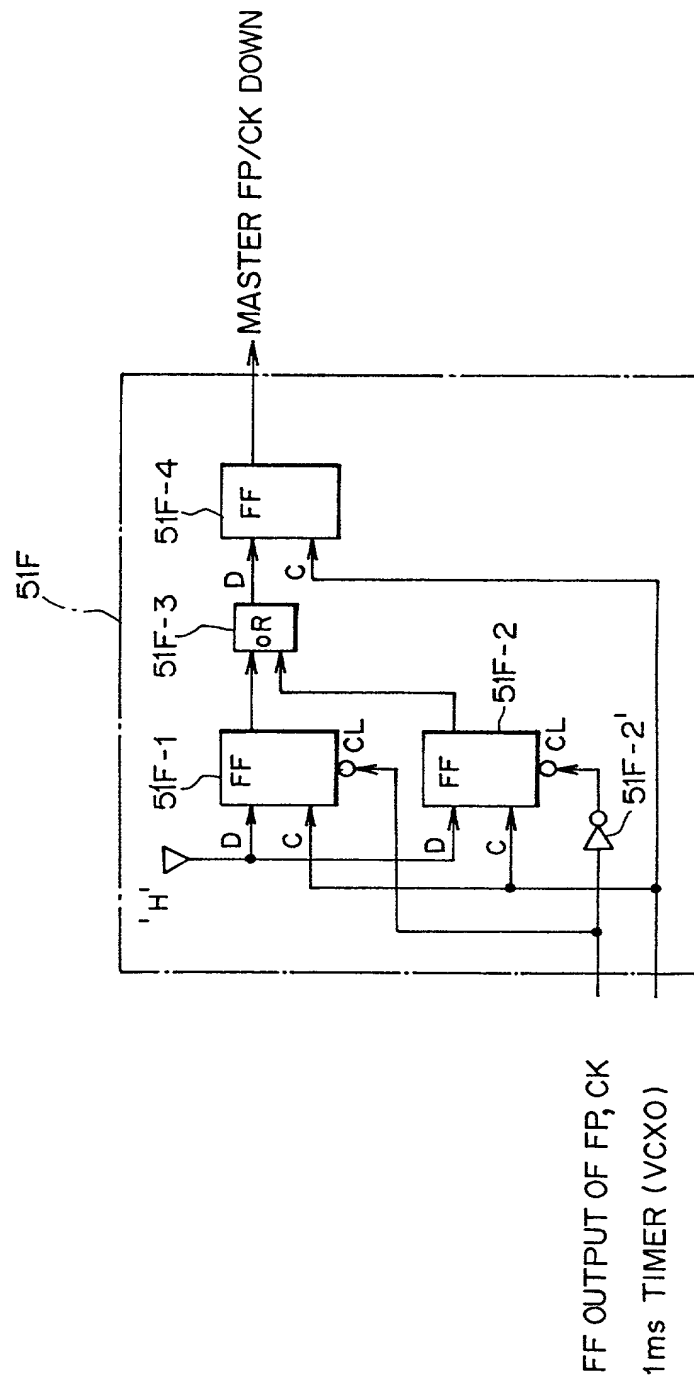 51F
'H'
51F-1
51F-3
51F-4
FF
D
C
CL
oR
D
C
FF
MASTER FP/CK DOWN
FF
D
C
CL
51F-2
51F-2'
FF OUTPUT OF FP, CK
1ms TIMER (VCXO)